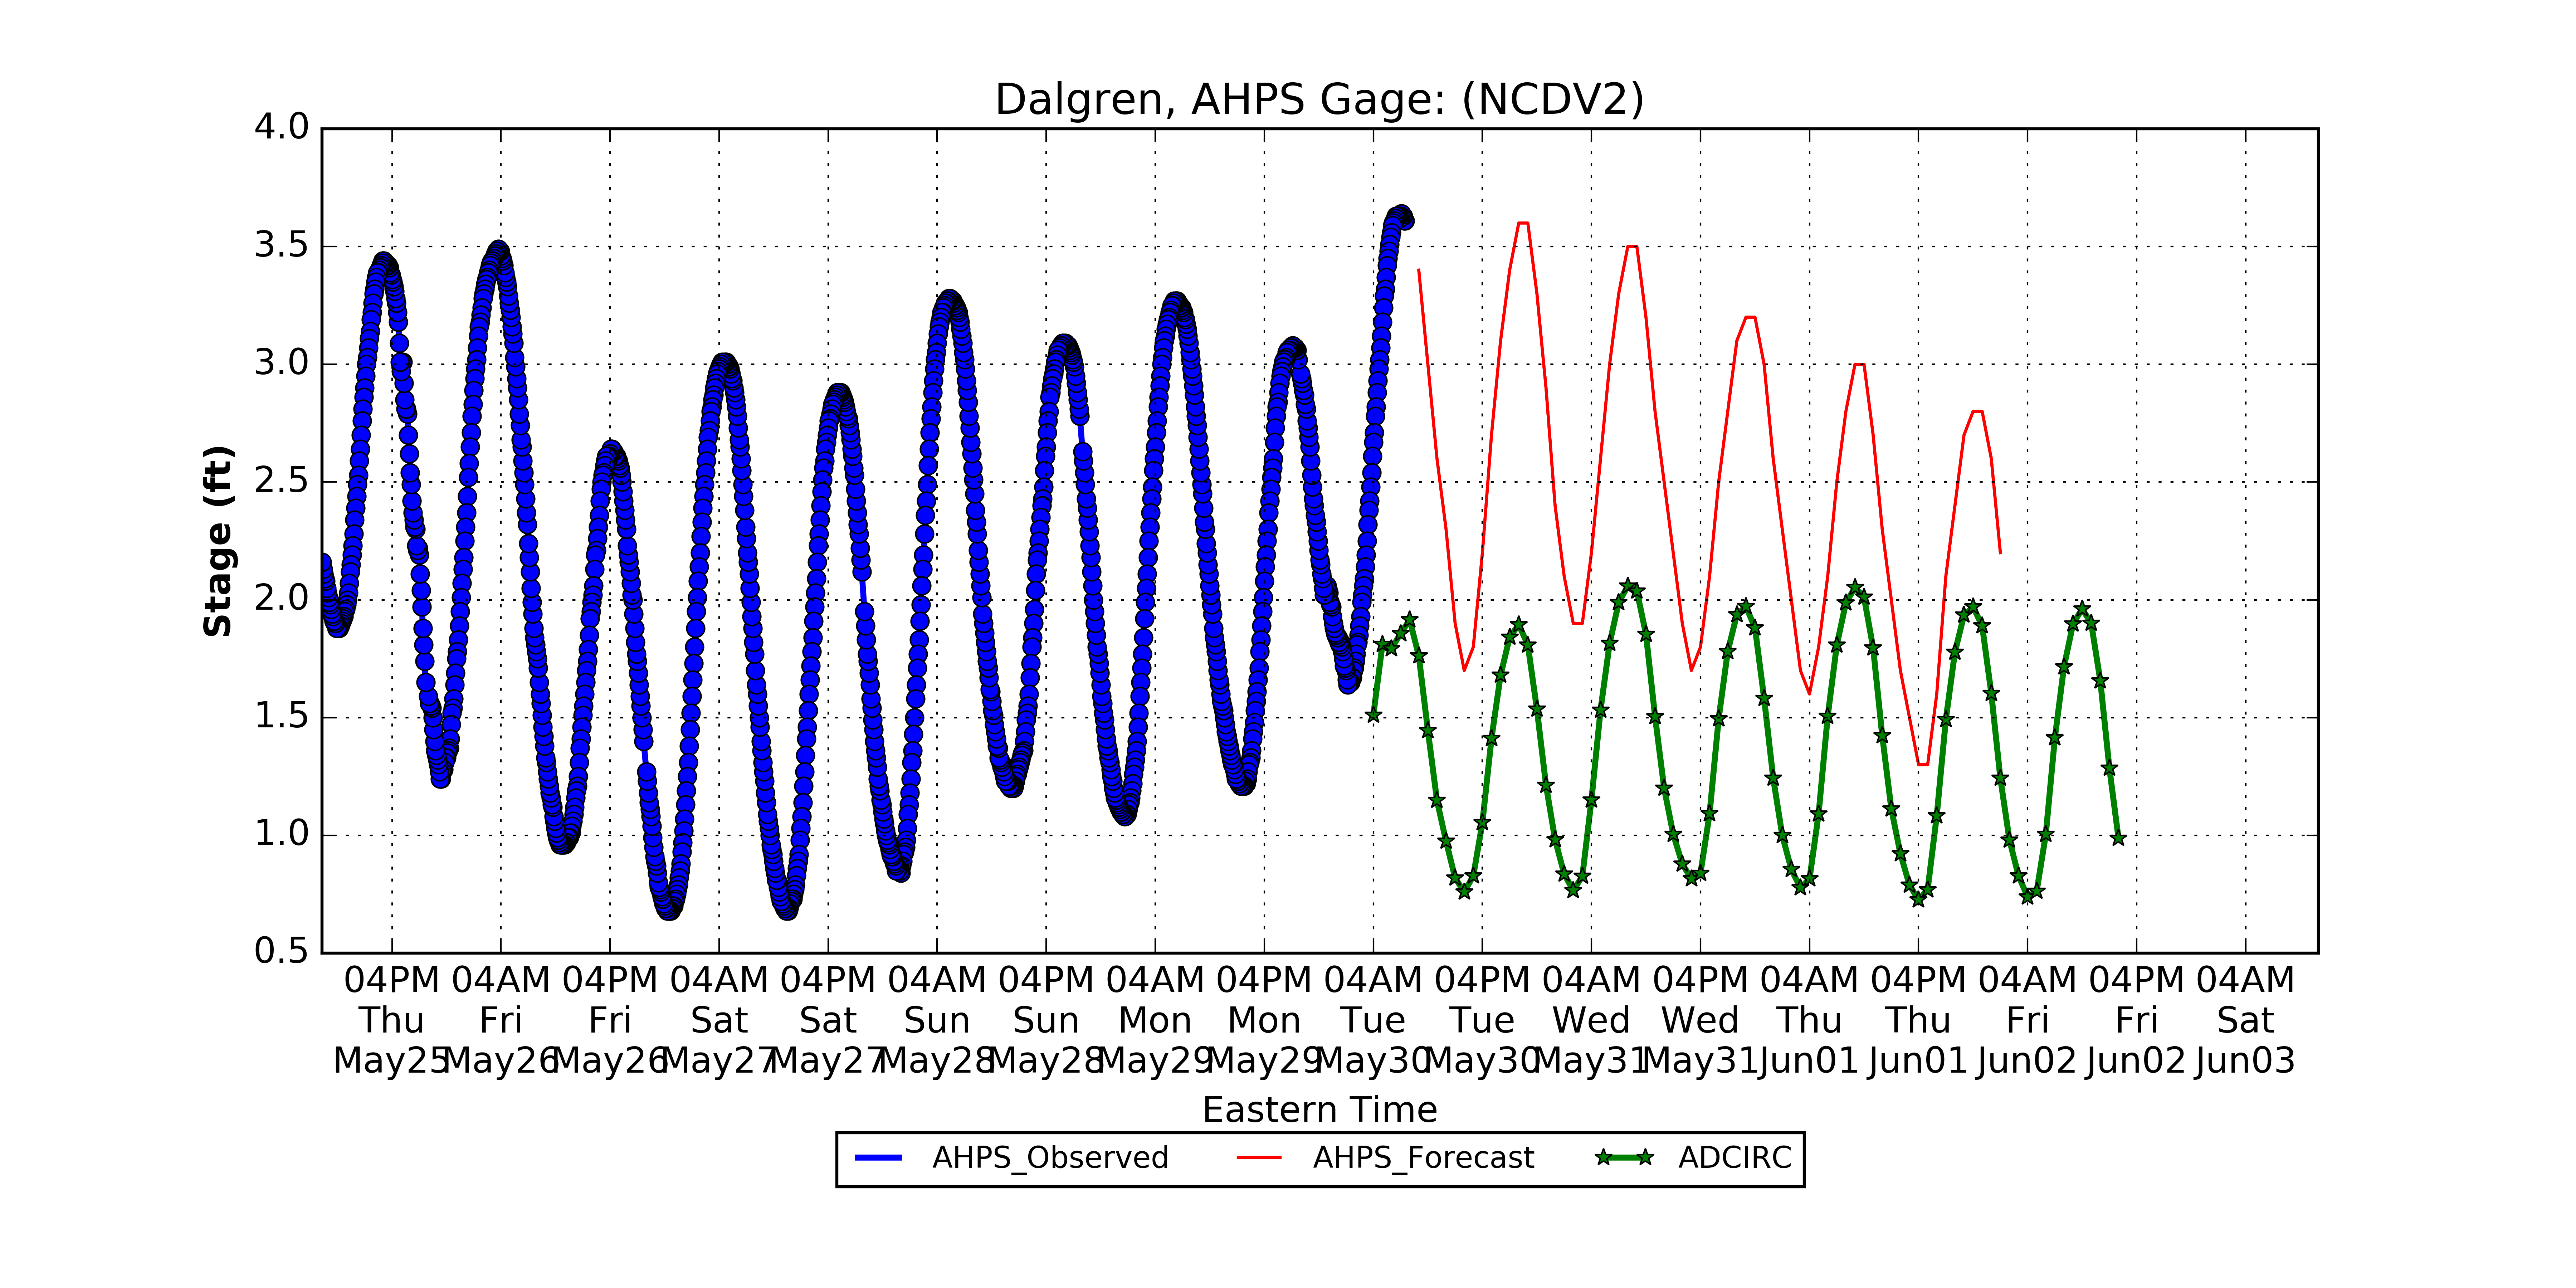 Dalgren, AHPS Gage: (NCDV2)
4.0
3.5
3.0
2.5
2.0
1.5
1.0
0.5
Stage (ft)
04PM 04AM 04PM 04AM 04PM 04AM 04PM 04AM 04PM 04AM 04PM 04AM 04PM 04AM 04PM 04AM 04PM 04AM
Thu Fri Fri Sat Sat Sun Sun Mon Mon Tue Tue Wed Wed Thu Thu Fri Fri Sat
May25 May26 May26 May27 May27 May28 May28 May29 May29 May30 May30 May31 May31 Jun01 Jun01 Jun02 Jun02 Jun03
Eastern Time
AHPS_Observed AHPS_Forecast ADCIRC